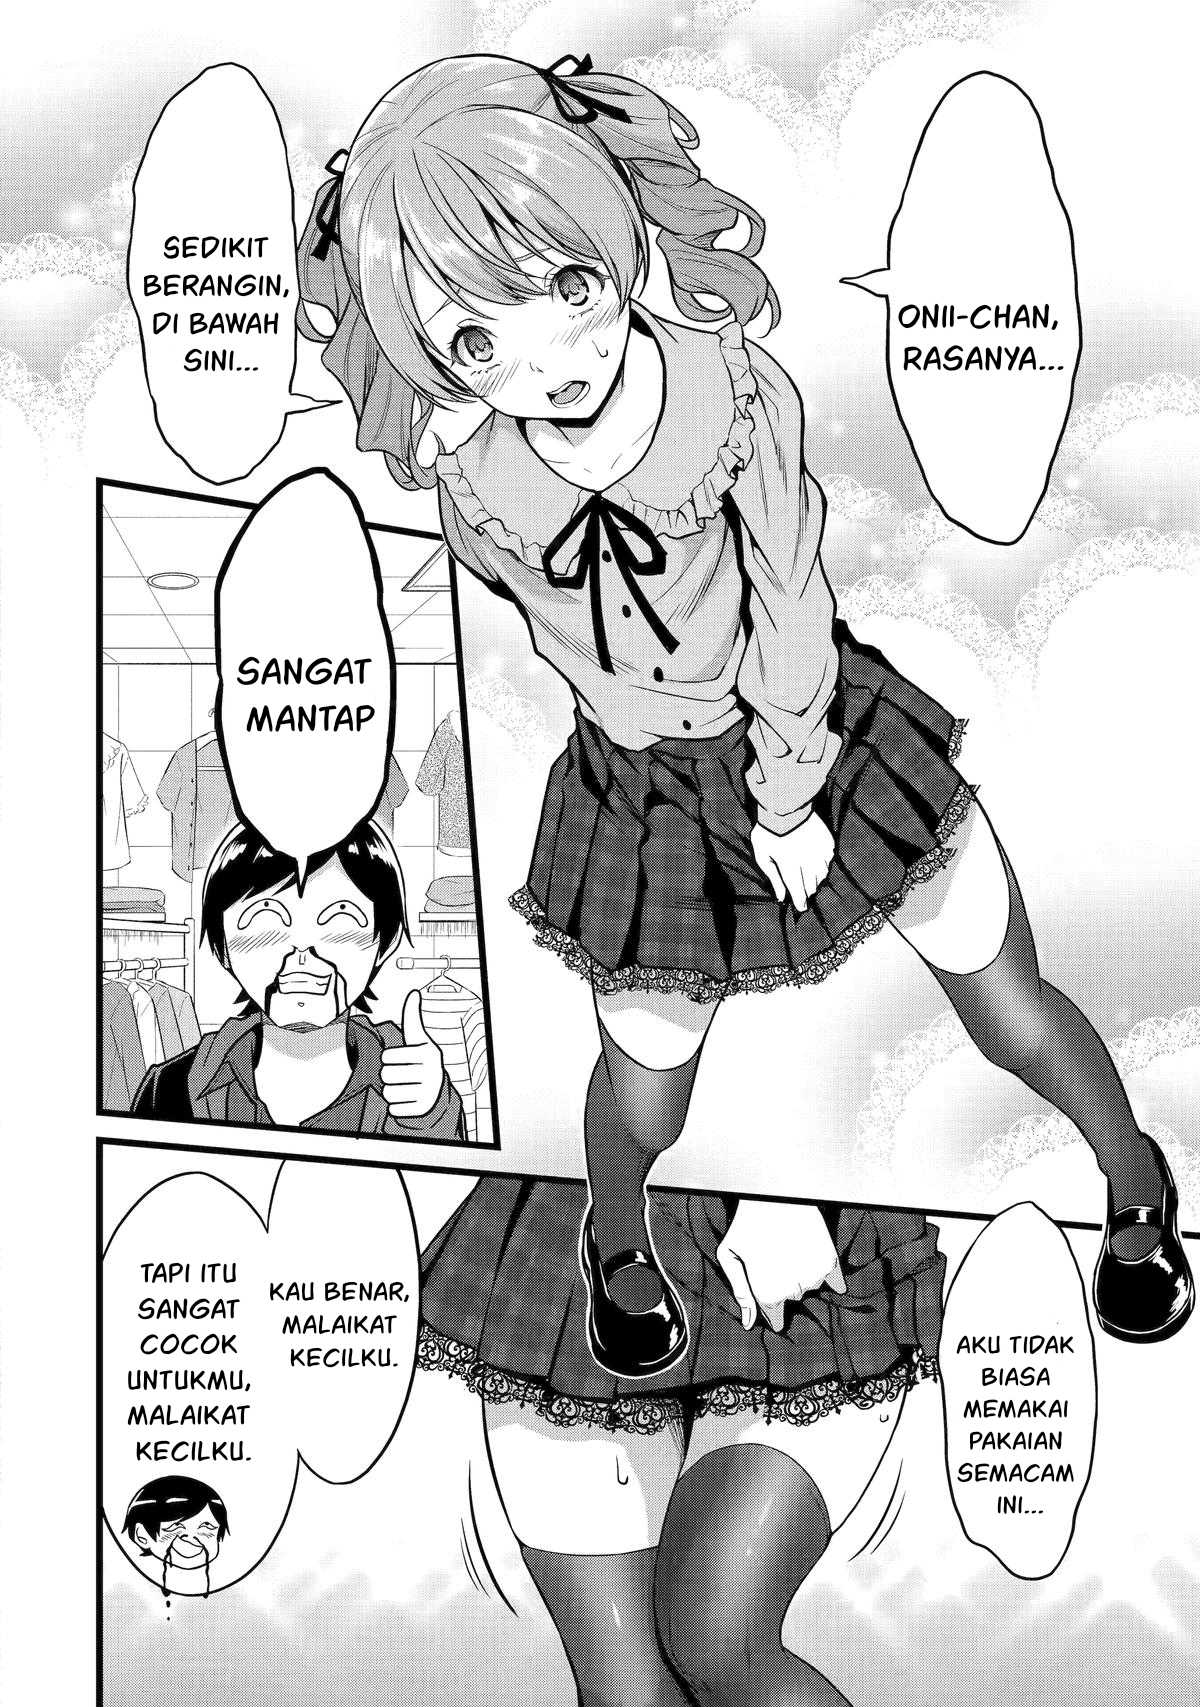 ONII-CHAN,
RASANYA...
SEDIKIT
BERANGIN,
DI BAWAH
SINI...
SANGAT
MANTAP
AKU TIDAK
BIASA
MEMAKAI
PAKAIAN
SEMACAM
INI...
KAU BENAR,
MALAIKAT
KECILKU.
TAPI ITU
SANGAT
COCOK
UNTUKMU,
MALAIKAT
KECILKU.